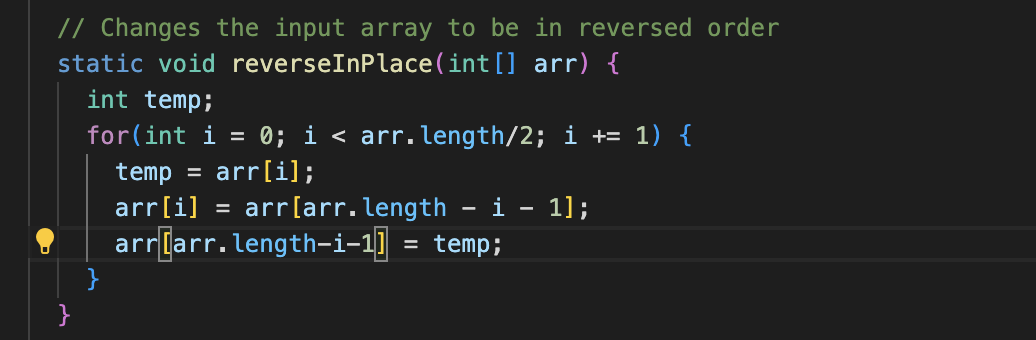 // Changes the input array to be in reversed order
static void reverseInPlace(int[] arr) {
int temp;
for(int i = 0; i < arr.length/2; i += 1) {
temp = arr[i];
arr[i] = arr[arr.length - i - 1];
arr[arr.length-i-1] = temp;
}
}